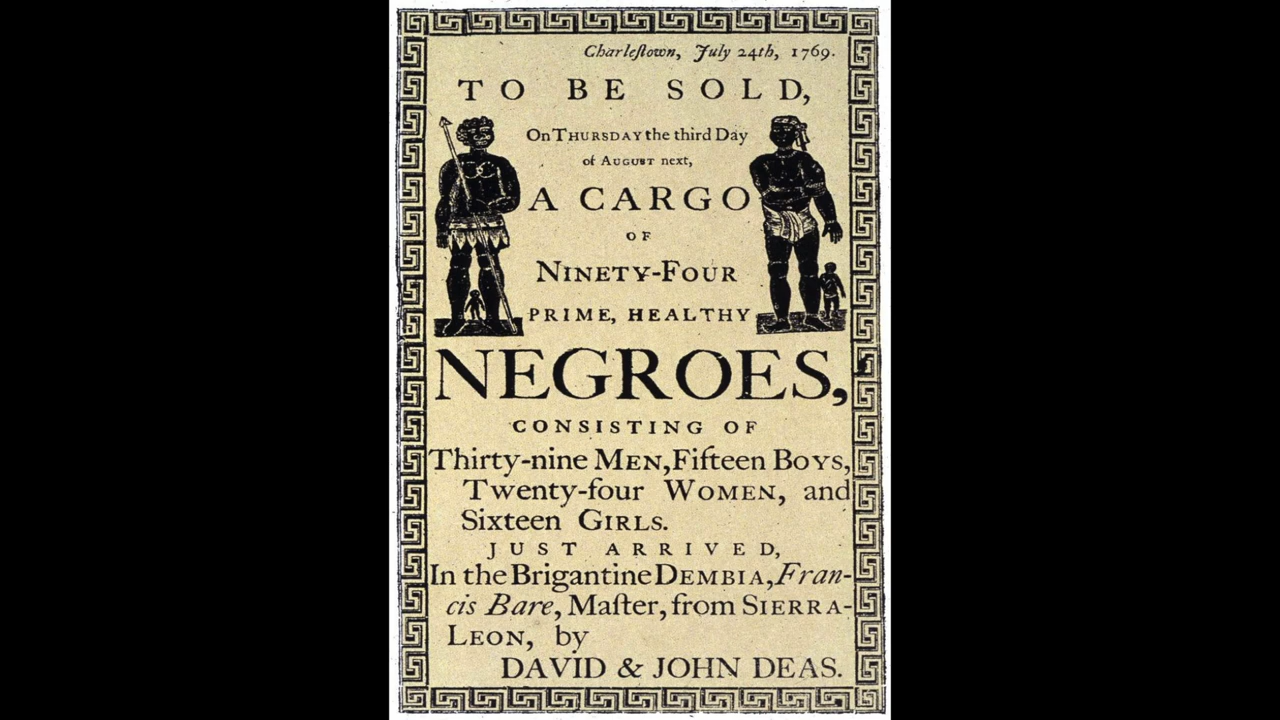 Charleſtown, July 24th, 1769.
TO BE SOLD,
On THURSDAY the third Day
of AUGUST next,
A CARGO
OF
NINETY-FOUR
PRIME, HEALTHY
NEGROES,
CONSISTING OF
Thirty-nine MEN, Fifteen BOYS,
Twenty-four WOMEN, and
Sixteen GIRLS.
JUST ARRIVED,
In the Brigantine DEMBIA, Fran-
cis Bare, Maſter, from SIERRA-
LEON, by
DAVID & JOHN DEAS.